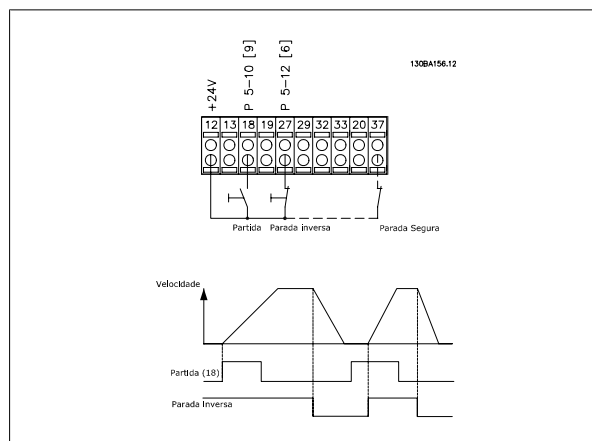 130BA156.12
+24V
P 5-10 [9]
P 5-12 [6]
12 13 18 19 27 29 32 33 20 37
Partida Parada inversa Parada Segura
Velocidade
Partida (18)
Parada Inversa